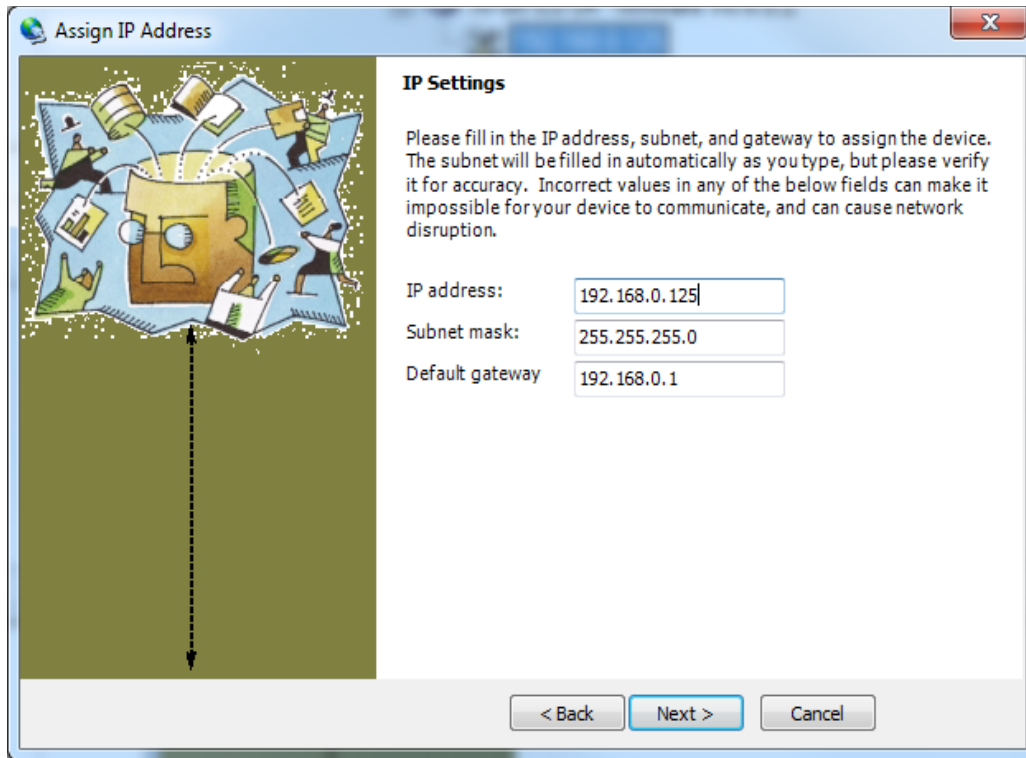 Assign IP Address
IP Settings
Please fill in the IP address, subnet, and gateway to assign the device.
The subnet will be filled in automatically as you type, but please verify
it for accuracy. Incorrect values in any of the below fields can make it
impossible for your device to communicate, and can cause network
disruption.
IP address: 192.168.0.125
Subnet mask: 255.255.255.0
Default gateway 192.168.0.1
< Back Next > Cancel